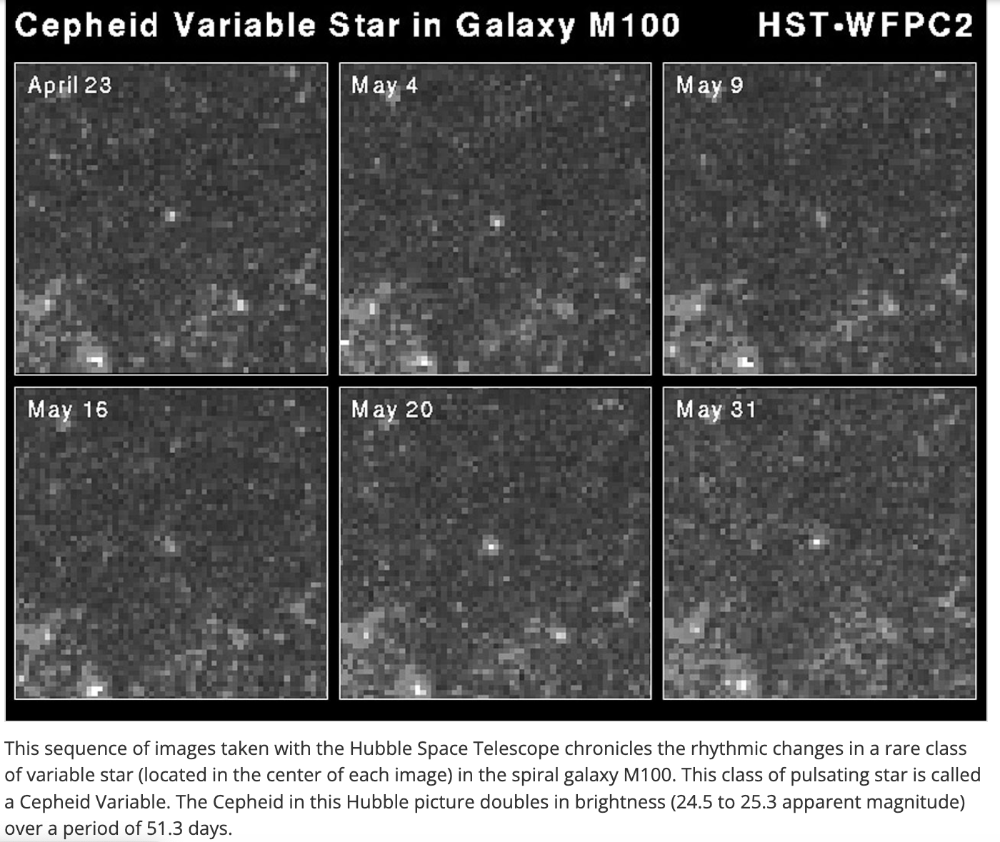 Cepheid Variable Star in Galaxy M100 HST-WFPC2
April 23
May 4
May 9
May 16
May 20
May 31
This sequence of images taken with the Hubble Space Telescope chronicles the rhythmic changes in a rare class
of variable star (located in the center of each image) in the spiral galaxy M100. This class of pulsating star is called
a Cepheid Variable. The Cepheid in this Hubble picture doubles in brightness (24.5 to 25.3 apparent magnitude)
over a period of 51.3 days.